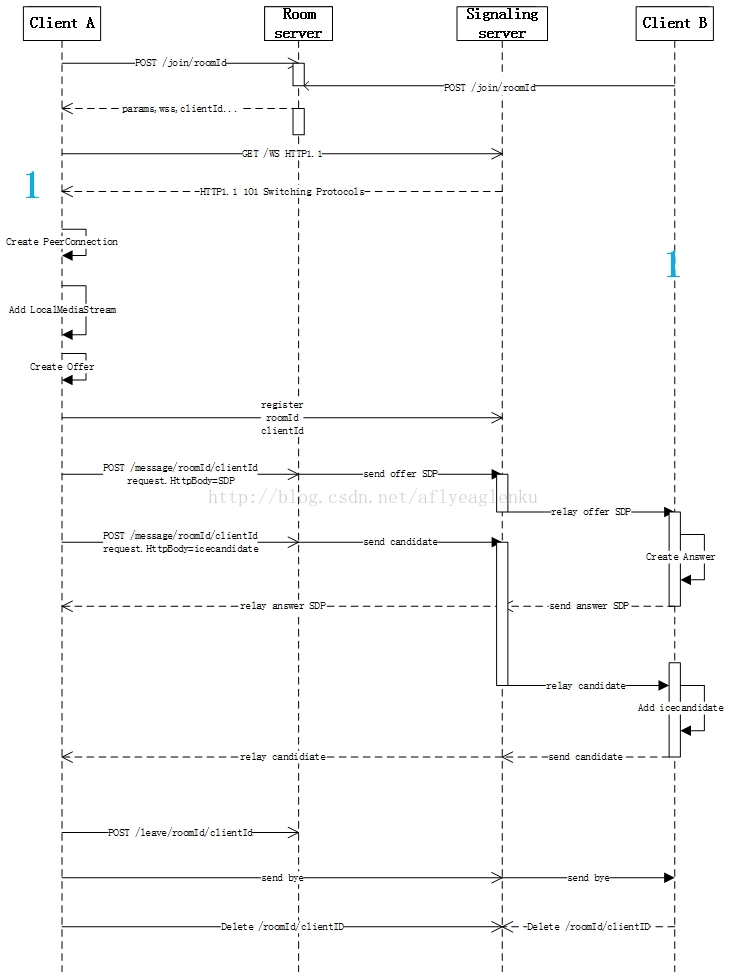 Client A
Room
server
Signaling
server
Client B
POST /join/roomId
POST /join/roomId
params,wss,clientId...
GET /WS HTTP1.1
1
HTTP1.1 101 Switching Protocols
Create PeerConnection
1
Add LocalMediaStream
Create Offer
register
roomId
clientId
POST /message/roomId/clientId
request.HttpBody=SDP
send offer SDP
http://blog.csdn.net/aflyeaglenku
relay offer SDP
POST /message/roomId/clientId
request.HttpBody=icecandidate
send candidate
Create Answer
relay answer SDP
send answer SDP
relay candidate
Add icecandidate
relay candidiate
send candidate
POST /leave/roomId/clientId
send bye
send bye
Delete /roomId/clientID
Delete /roomId/clientID